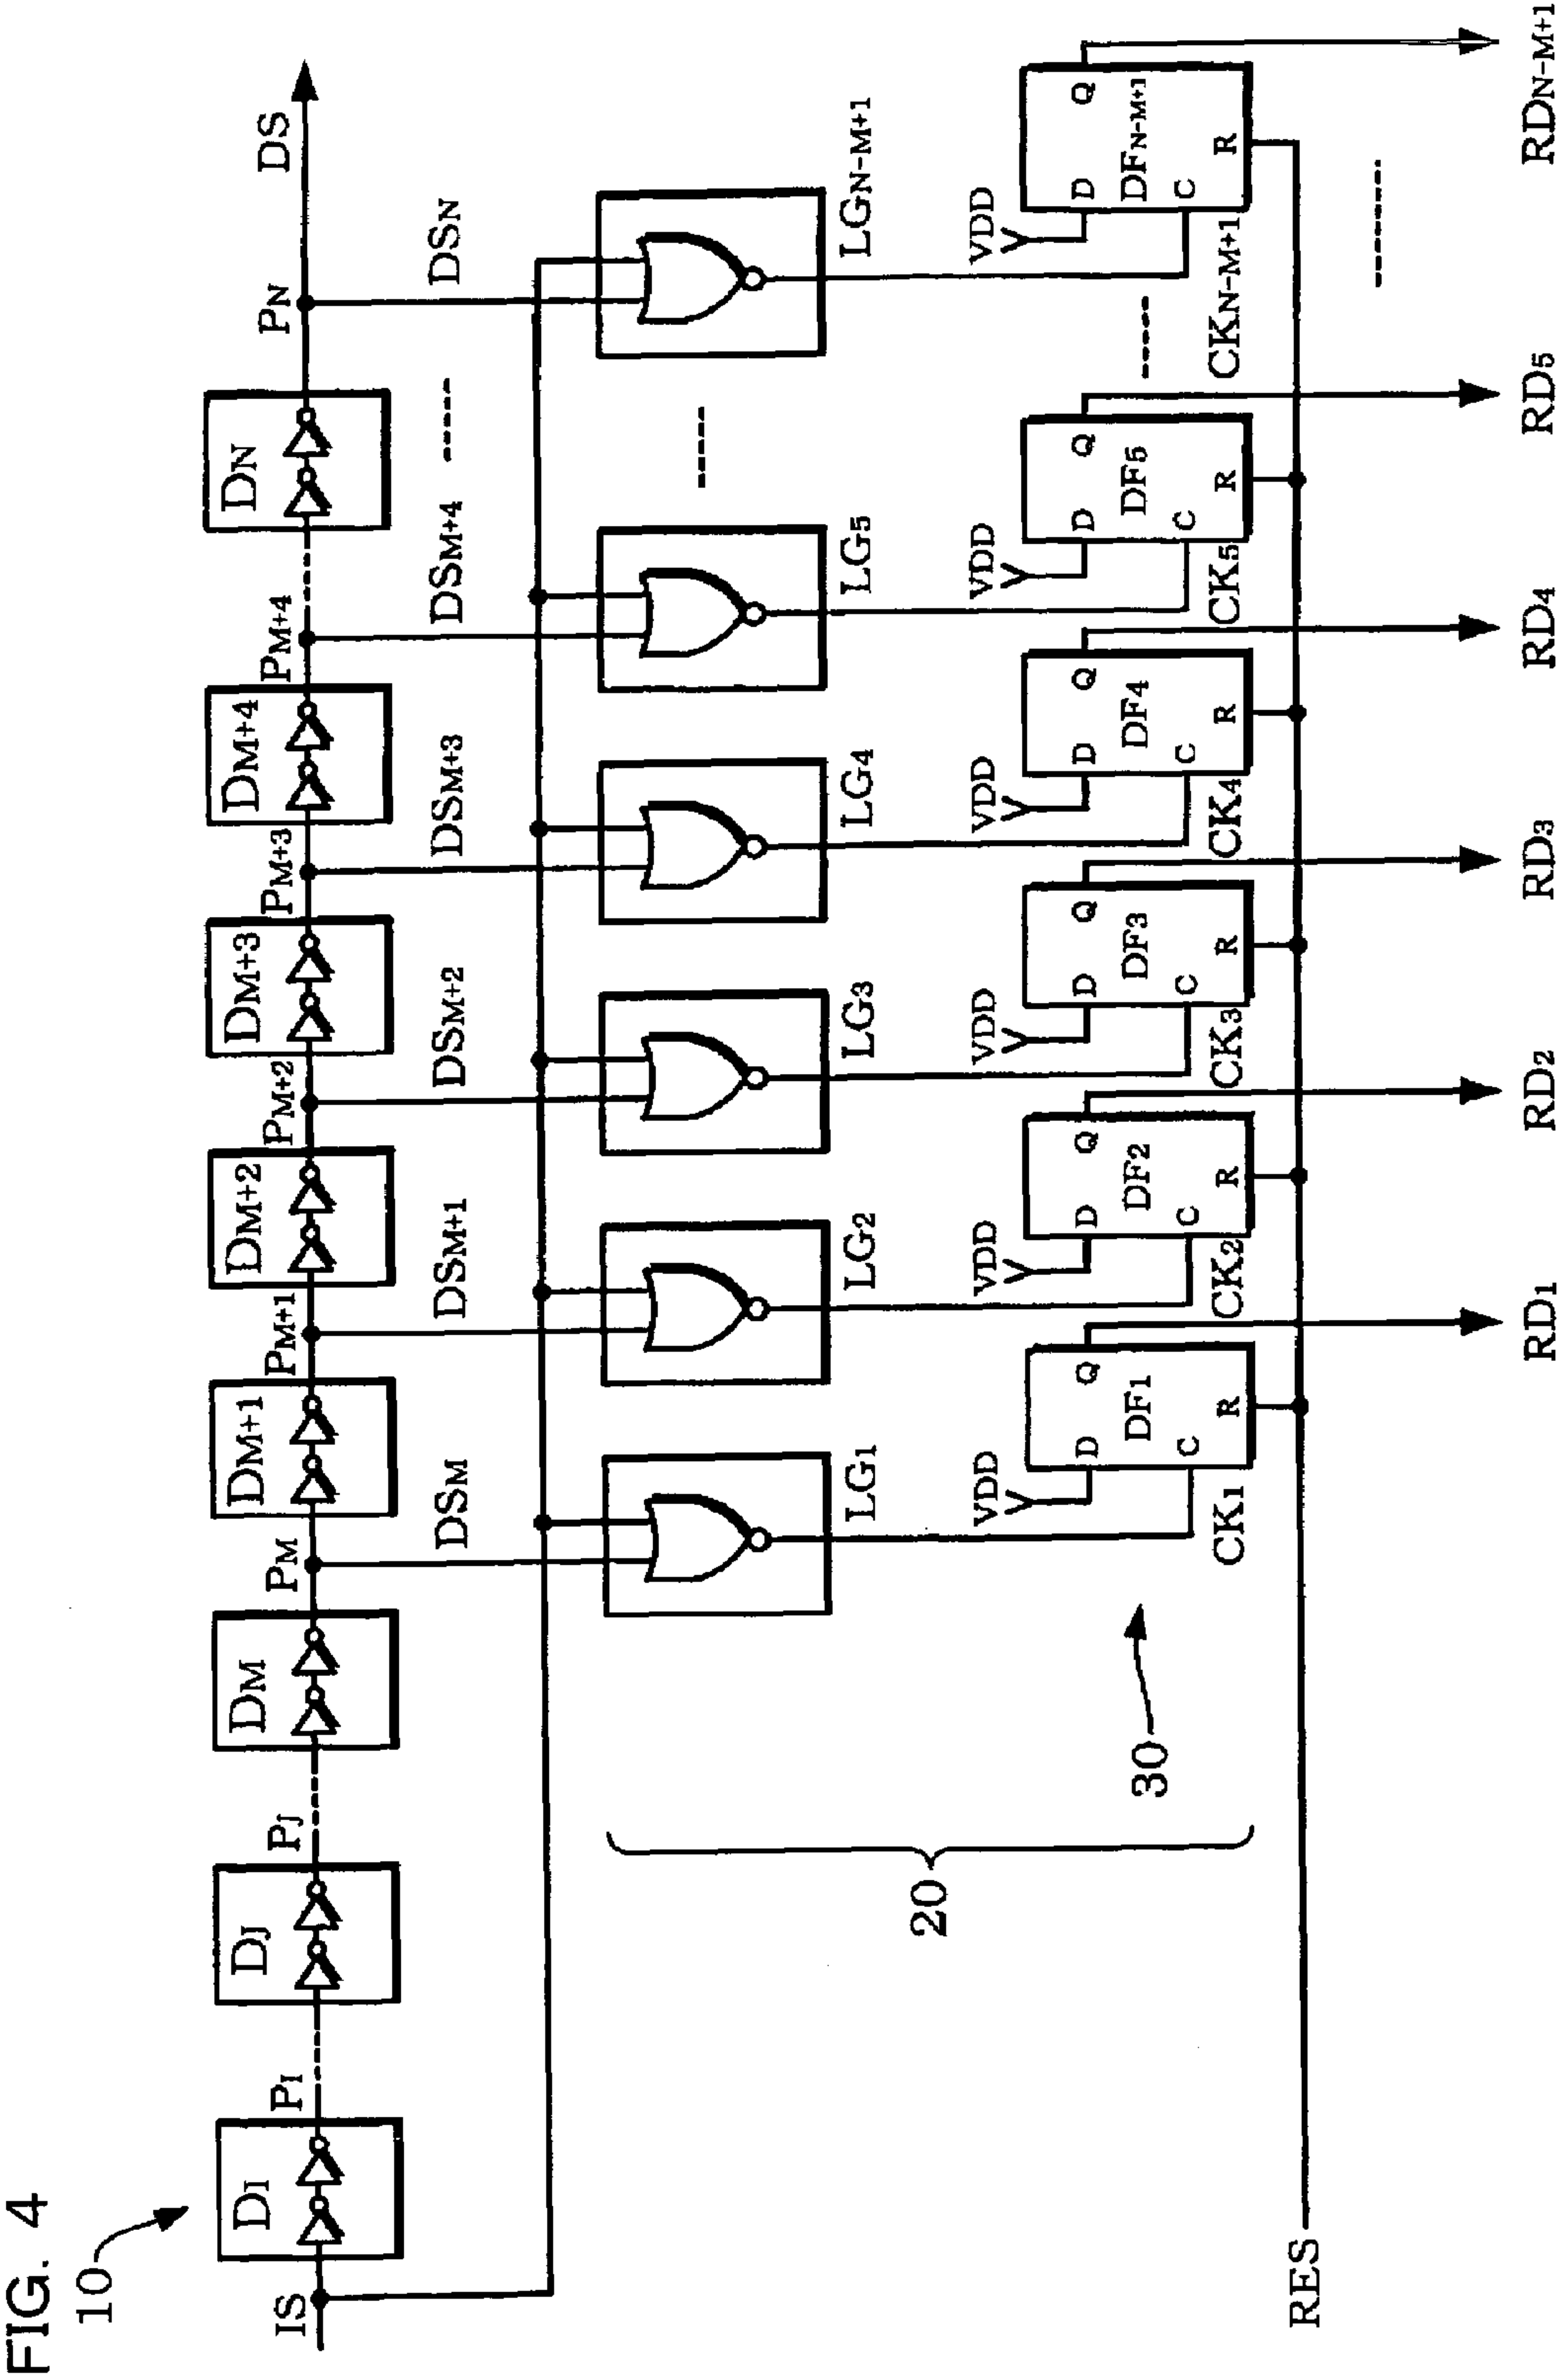 FIG. 4
10
IS
DI
PI
DJ
PJ
DM
PM
DM+1
PM+1
DM+2
PM+2
DM+3
PM+3
DM+4
PM+4
DN
PN
DS
DSM
DSM+1
DSM+2
DSM+3
DSM+4
DSN
LG1
LG2
LG3
LG4
LG5
LGN-M+1
20
30
VDD
VDD
VDD
VDD
VDD
VDD
D
Q
DF1
C
R
D
Q
DF2
C
R
D
Q
DF3
C
R
D
Q
DF4
C
R
D
Q
DF5
C
R
D
Q
DFN-M+1
C
R
CK1
CK2
CK3
CK4
CK5
CKN-M+1
RES
RD1
RD2
RD3
RD4
RD5
RDN-M+1